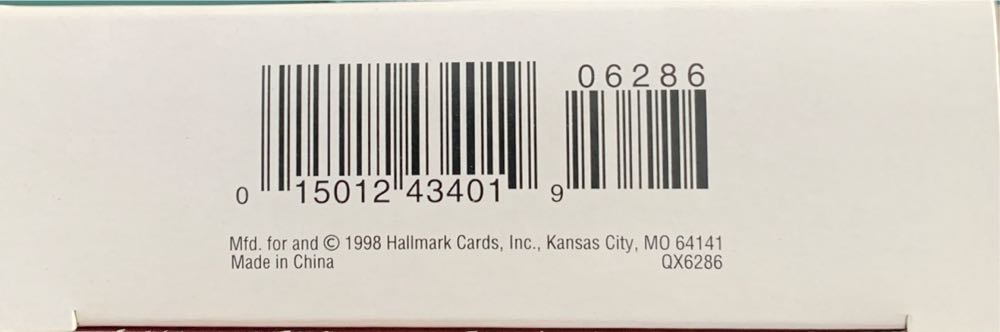 06286
0 15012 43401 9
Mfd. for and © 1998 Hallmark Cards, Inc., Kansas City, MO 64141
Made in China QX6286